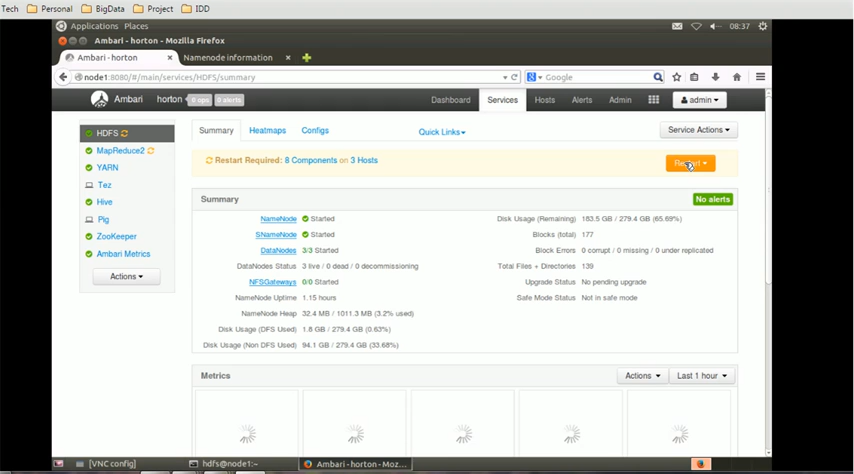 Tech Personal BigData Project IDD
Applications Places 08:37
Ambari - horton - Mozilla Firefox
Ambari - horton × Namenode information ×
node1:8080/#/main/services/HDFS/summary Google
Ambari horton 0 ops 0 alerts Dashboard Services Hosts Alerts Admin admin
HDFS
MapReduce2
YARN
Tez
Hive
Pig
ZooKeeper
Ambari Metrics
Actions
Summary Heatmaps Configs Quick Links Service Actions
Restart Required: 8 Components on 3 Hosts Restart
Summary No alerts
NameNode Started
SNameNode Started
DataNodes 3/3 Started
DataNodes Status 3 live / 0 dead / 0 decommissioning
NFSGateways 0/0 Started
NameNode Uptime 1.15 hours
NameNode Heap 32.4 MB / 1011.3 MB (3.2% used)
Disk Usage (DFS Used) 1.8 GB / 279.4 GB (0.63%)
Disk Usage (Non DFS Used) 94.1 GB / 279.4 GB (33.68%)
Disk Usage (Remaining) 183.5 GB / 279.4 GB (65.69%)
Blocks (total) 177
Block Errors 0 corrupt / 0 missing / 0 under replicated
Total Files + Directories 139
Upgrade Status No pending upgrade
Safe Mode Status Not in safe mode
Metrics Actions Last 1 hour
[VNC config] hdfs@node1:~ Ambari - horton - Moz...